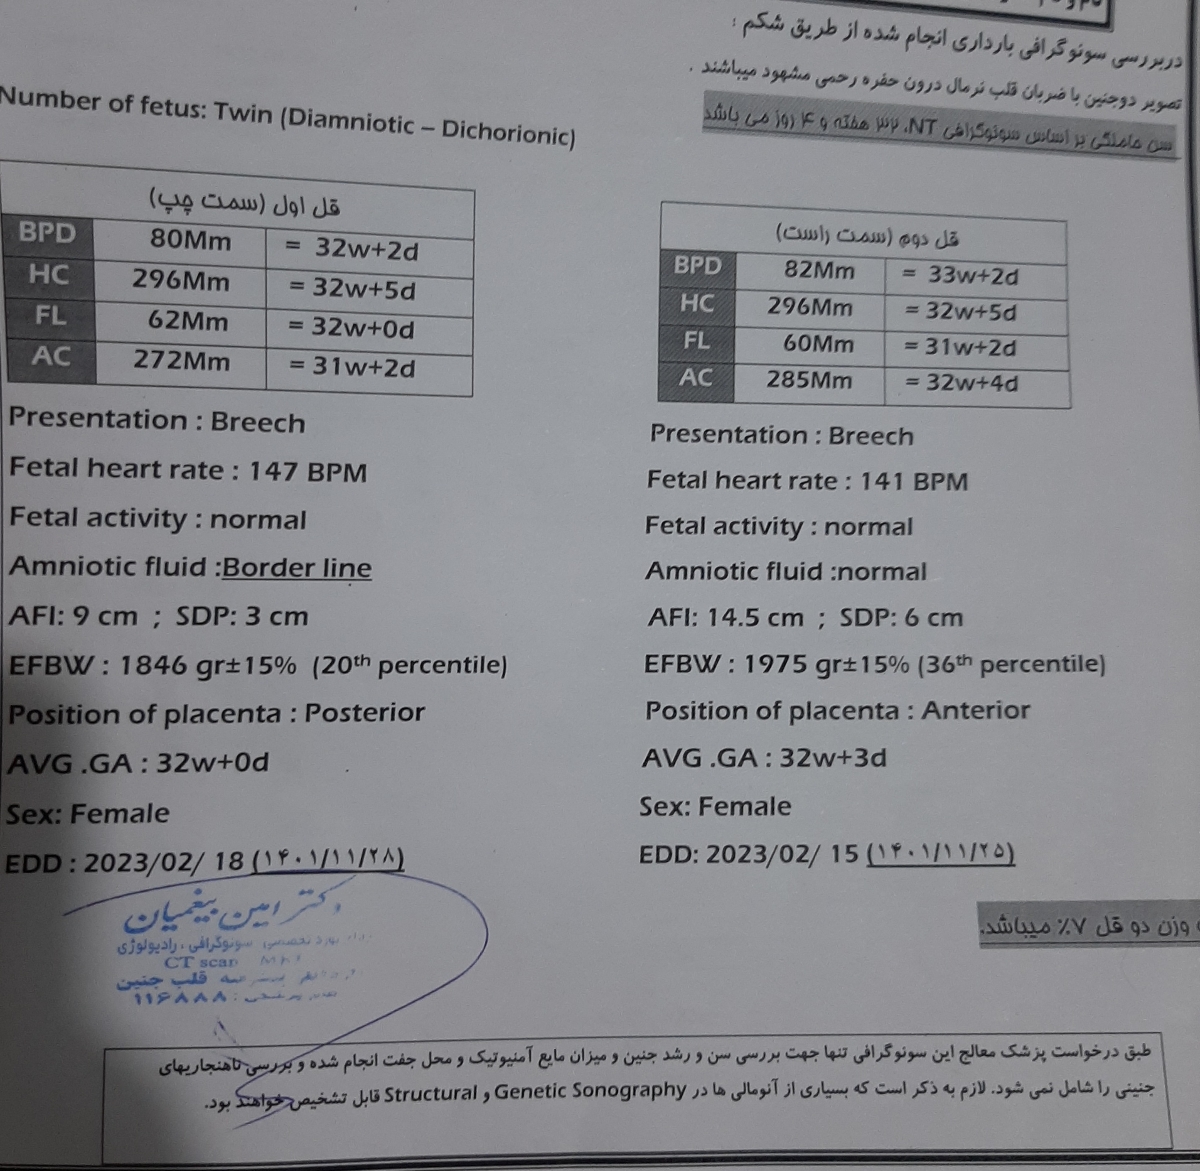 دربررسی سونوگرافی بارداری انجام شده از طریق شکم :
تصویر دوجنین با ضربان قلب نرمال درون حفره رحمی مشهود میباشند .
سن حاملگی بر اساس سونوگرافی NT، ۳۲ هفته و ۴ روز می باشد
Number of fetus: Twin (Diamniotic – Dichorionic)
قل اول (سمت چپ)
BPD 80Mm = 32w+2d
HC 296Mm = 32w+5d
FL 62Mm = 32w+0d
AC 272Mm = 31w+2d
Presentation : Breech
Fetal heart rate : 147 BPM
Fetal activity : normal
Amniotic fluid :Border line
AFI: 9 cm ; SDP: 3 cm
EFBW : 1846 gr±15% (20th percentile)
Position of placenta : Posterior
AVG .GA : 32w+0d
Sex: Female
EDD : 2023/02/ 18 (۱۴۰۱/۱۱/۲۸)
قل دوم (سمت راست)
BPD 82Mm = 33w+2d
HC 296Mm = 32w+5d
FL 60Mm = 31w+2d
AC 285Mm = 32w+4d
Presentation : Breech
Fetal heart rate : 141 BPM
Fetal activity : normal
Amniotic fluid :normal
AFI: 14.5 cm ; SDP: 6 cm
EFBW : 1975 gr±15% (36th percentile)
Position of placenta : Anterior
AVG .GA : 32w+3d
Sex: Female
EDD: 2023/02/ 15 (۱۴۰۱/۱۱/۲۵)
وزن دو قل ۷٪ میباشد.
دکتر امین بیغمیان
سونوگرافی ، رادیولوژی
CT scan MRI
قلب جنین
۱۱۶۸۸۸
طبق درخواست پزشک معالج این سونوگرافی تنها جهت بررسی سن و رشد جنین و میزان مایع آمنیوتیک و محل جفت انجام شده و بررسی ناهنجاریهای
جنینی را شامل نمی شود. لازم به ذکر است که بسیاری از آنومالی ها در Genetic Sonography و Structural قابل تشخیص خواهند بود.